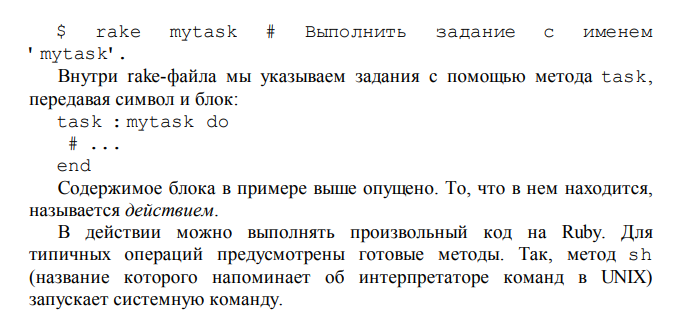 $ rake mytask # Выполнить задание с именем
'mytask'.
Внутри rake-файла мы указываем задания с помощью метода task,
передавая символ и блок:
task :mytask do
# ...
end
Содержимое блока в примере выше опущено. То, что в нем находится,
называется действием.
В действии можно выполнять произвольный код на Ruby. Для
типичных операций предусмотрены готовые методы. Так, метод sh
(название которого напоминает об интерпретаторе команд в UNIX)
запускает системную команду.